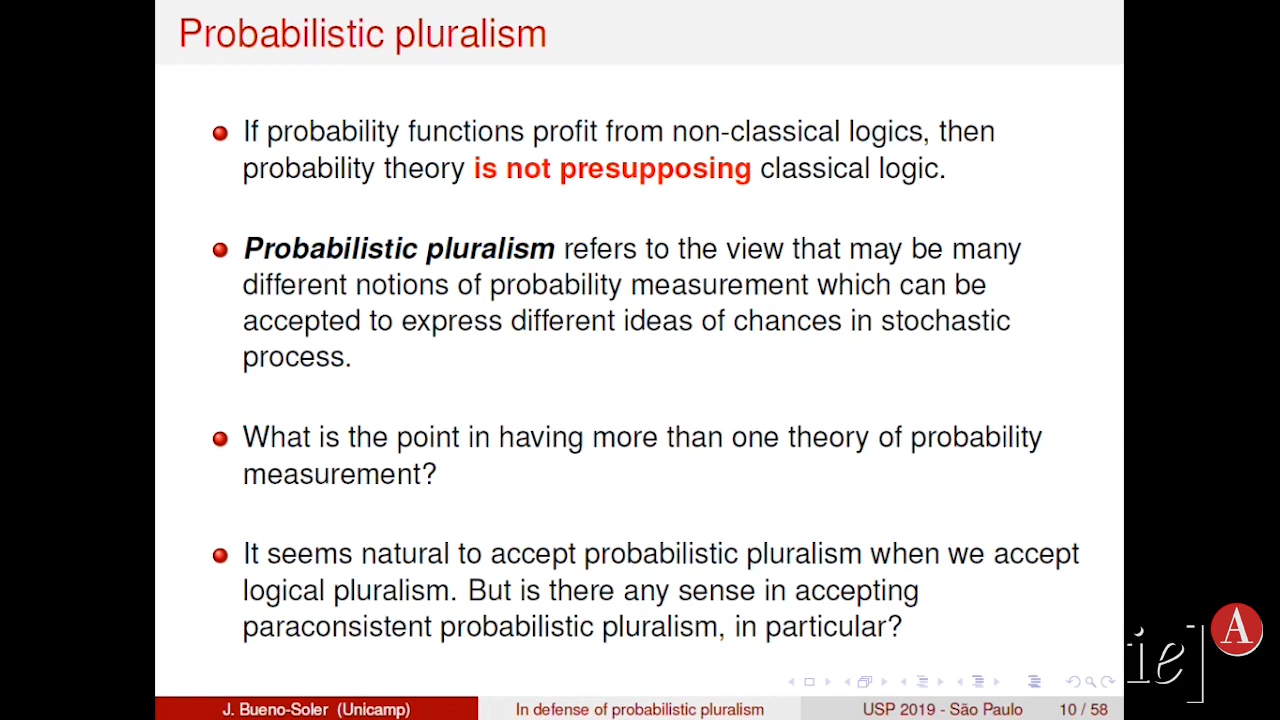 Probabilistic pluralism
If probability functions profit from non-classical logics, then
probability theory is not presupposing classical logic.
Probabilistic pluralism refers to the view that may be many
different notions of probability measurement which can be
accepted to express different ideas of chances in stochastic
process.
What is the point in having more than one theory of probability
measurement?
It seems natural to accept probabilistic pluralism when we accept
logical pluralism. But is there any sense in accepting
paraconsistent probabilistic pluralism, in particular?
A
ie]
J. Bueno-Soler (Unicamp)
In defense of probabilistic pluralism
USP 2019 - São Paulo
10 / 58